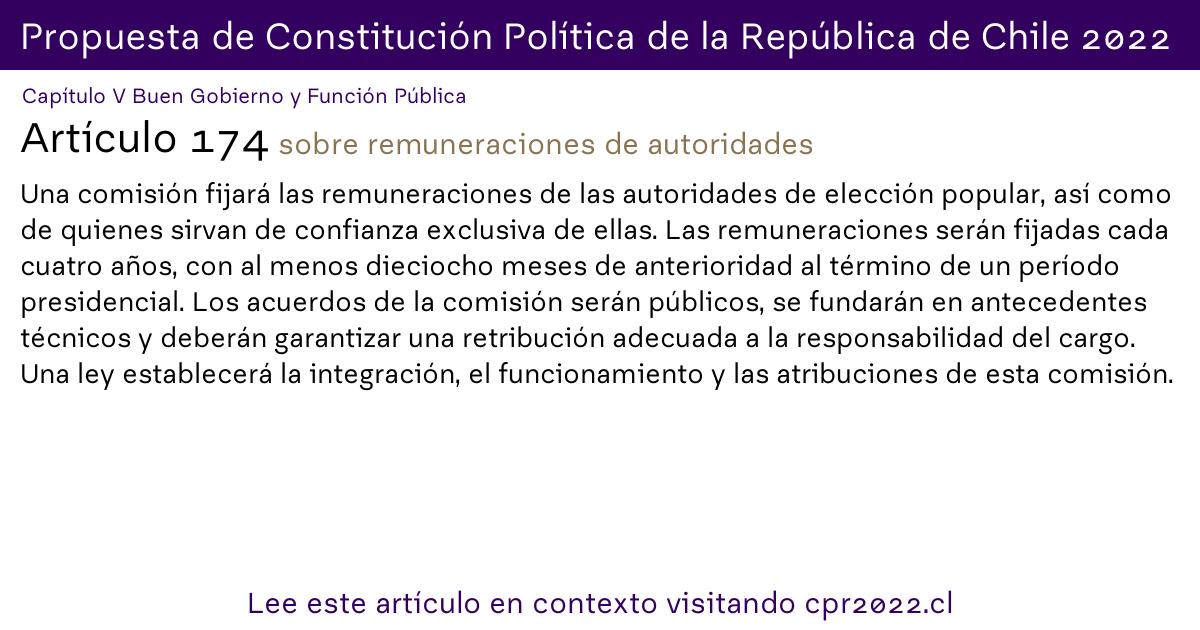 Propuesta de Constitución Política de la República de Chile 2022
Capítulo V Buen Gobierno y Función Pública
Artículo 174 sobre remuneraciones de autoridades
Una comisión fijará las remuneraciones de las autoridades de elección popular, así como
de quienes sirvan de confianza exclusiva de ellas. Las remuneraciones serán fijadas cada
cuatro años, con al menos dieciocho meses de anterioridad al término de un período
presidencial. Los acuerdos de la comisión serán públicos, se fundarán en antecedentes
técnicos y deberán garantizar una retribución adecuada a la responsabilidad del cargo.
Una ley establecerá la integración, el funcionamiento y las atribuciones de esta comisión.
Lee este artículo en contexto visitando cpr2022.cl